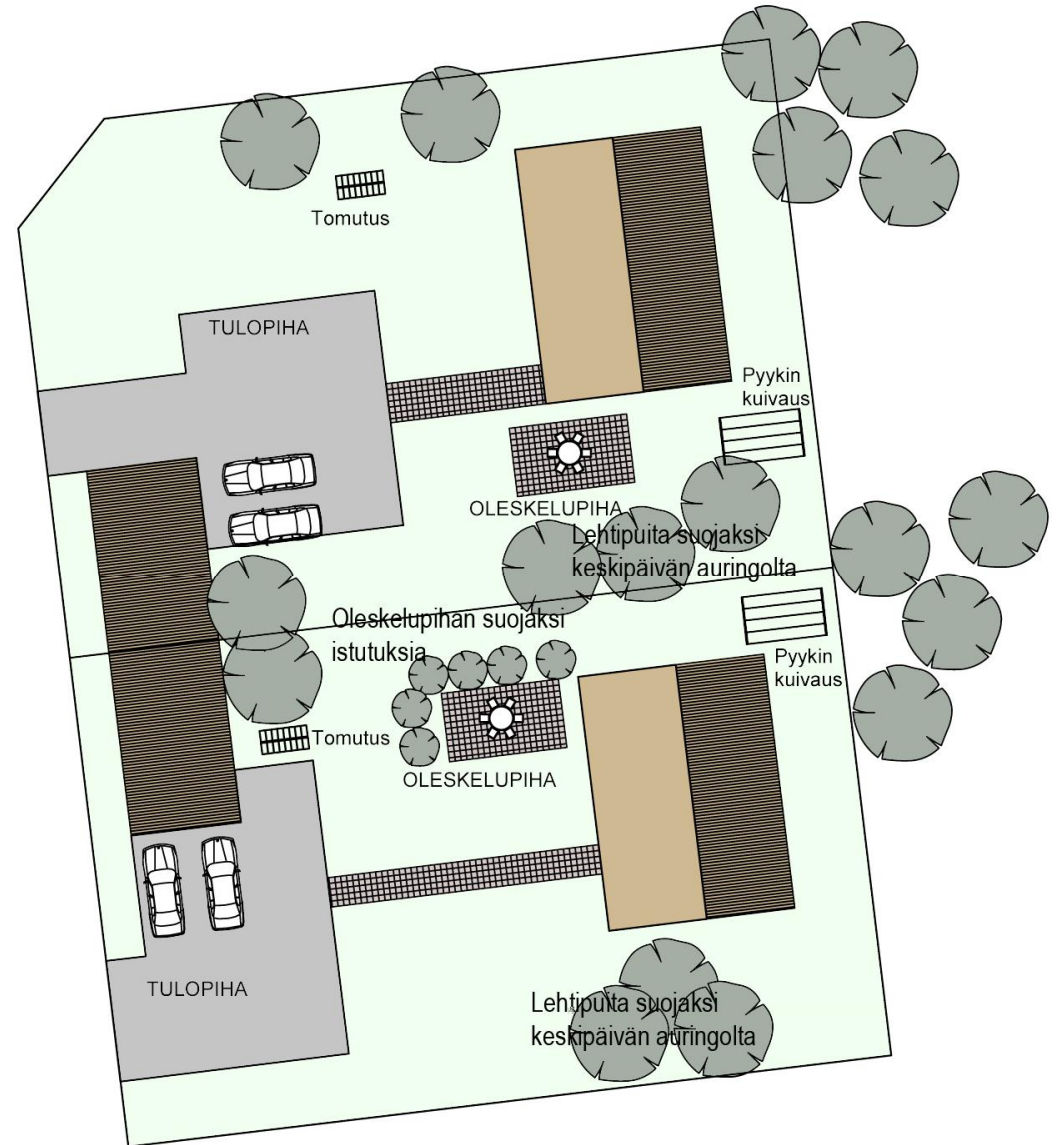 Tomutus
TULOPIHA
Pyykin
kuivaus
OLESKELUPIHA
Lehtipuita suojaksi
keskipäivän auringolta
Oleskelupihan suojaksi
istutuksia
Pyykin
kuivaus
Tomutus
OLESKELUPIHA
TULOPIHA
Lehtipuita suojaksi
keskipäivän auringolta